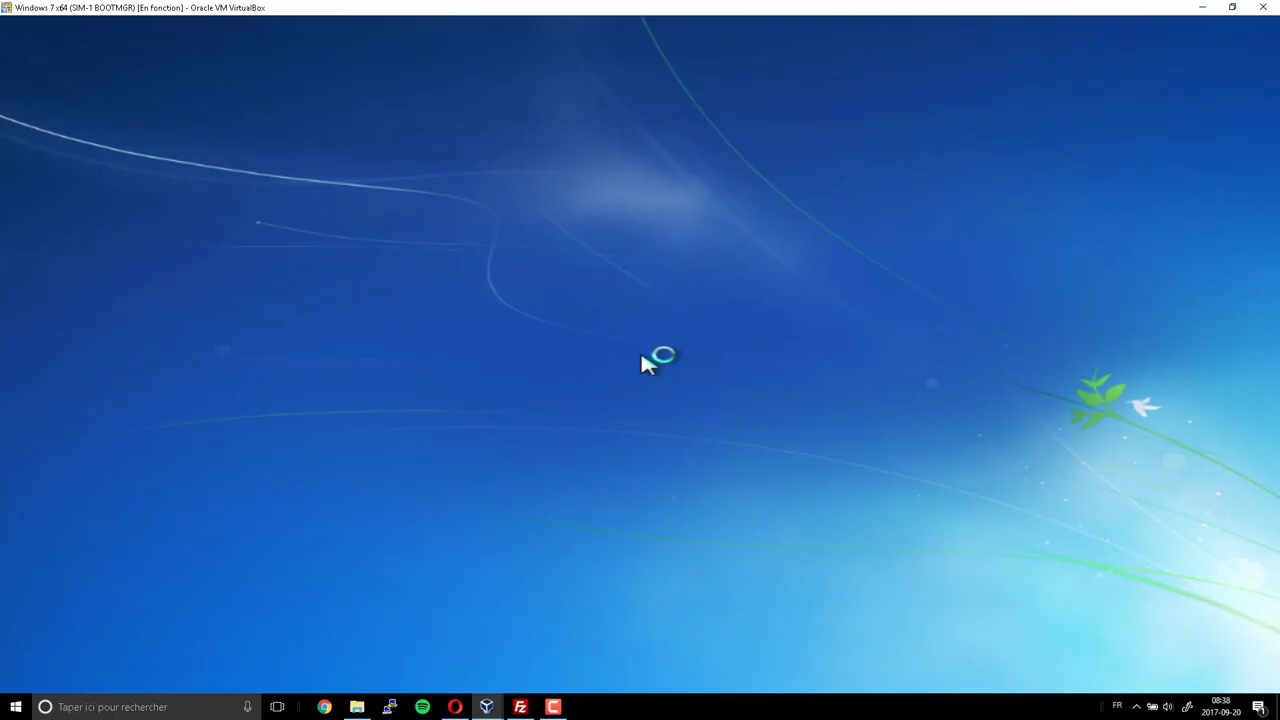 Windows 7 x64 (SIM-1 BOOTMGR) [En fonction] - Oracle VM VirtualBox
Taper ici pour rechercher
FR
08:38
2017-09-20
1